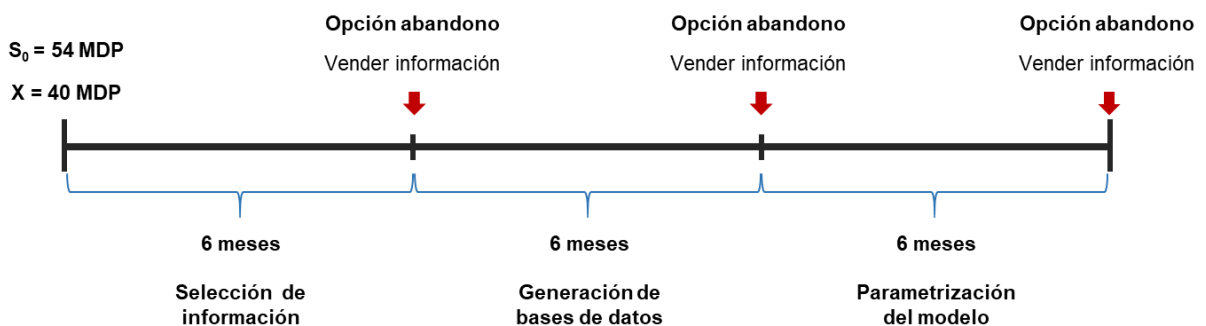 S0 = 54 MDP
X = 40 MDP
Opción abandono
Vender información
Opción abandono
Vender información
Opción abandono
Vender información
6 meses
Selección de
información
6 meses
Generación de
bases de datos
6 meses
Parametrización
del modelo